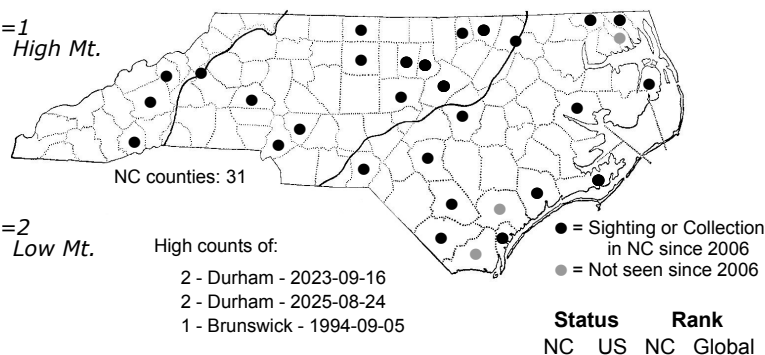 =1
High Mt.
NC counties: 31
=2
Low Mt.
High counts of:
2 - Durham - 2023-09-16
2 - Durham - 2025-08-24
1 - Brunswick - 1994-09-05
= Sighting or Collection
in NC since 2006
= Not seen since 2006
Status Rank
NC US NC Global